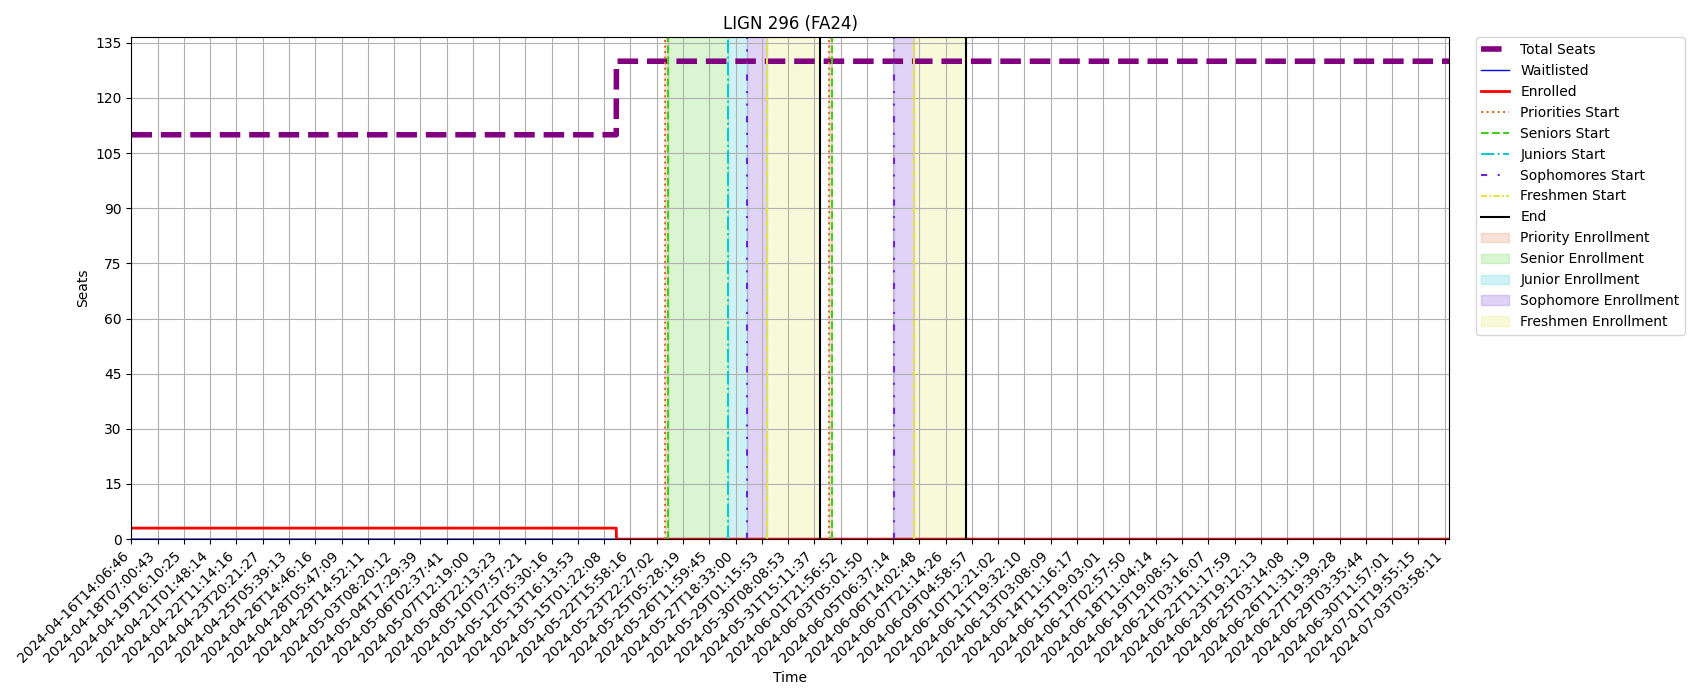 LIGN 296 (FA24)
135
120
105
90
75
60
45
30
15
0
Seats
2024-04-16T14:06:46
2024-04-18T07:00:43
2024-04-19T16:10:25
2024-04-21T01:48:14
2024-04-22T11:14:16
2024-04-23T20:21:27
2024-04-25T05:39:13
2024-04-26T14:46:16
2024-04-28T05:47:09
2024-04-29T14:52:11
2024-05-03T08:20:12
2024-05-04T17:29:39
2024-05-06T02:37:41
2024-05-07T12:19:00
2024-05-08T22:13:23
2024-05-10T07:57:21
2024-05-12T05:30:16
2024-05-13T16:13:53
2024-05-15T01:22:08
2024-05-22T15:58:16
2024-05-23T22:27:02
2024-05-25T05:28:19
2024-05-26T11:59:45
2024-05-27T18:33:00
2024-05-29T01:15:53
2024-05-30T08:08:53
2024-05-31T15:11:37
2024-06-01T21:56:52
2024-06-03T05:01:50
2024-06-05T06:37:14
2024-06-06T14:02:48
2024-06-07T21:14:26
2024-06-09T04:58:57
2024-06-10T12:21:02
2024-06-11T19:32:10
2024-06-13T03:08:09
2024-06-14T11:16:17
2024-06-15T19:03:01
2024-06-17T02:57:50
2024-06-18T11:04:14
2024-06-19T19:08:51
2024-06-21T03:16:07
2024-06-22T11:17:59
2024-06-23T19:12:13
2024-06-25T03:14:08
2024-06-26T11:31:19
2024-06-27T19:39:28
2024-06-29T03:35:44
2024-06-30T11:57:01
2024-07-01T19:55:15
2024-07-03T03:58:11
Time
Total Seats
Waitlisted
Enrolled
Priorities Start
Seniors Start
Juniors Start
Sophomores Start
Freshmen Start
End
Priority Enrollment
Senior Enrollment
Junior Enrollment
Sophomore Enrollment
Freshmen Enrollment